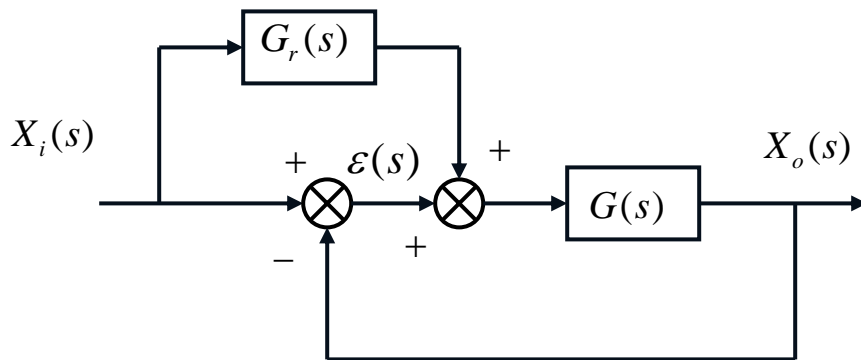 G_r(s)
X_i(s)
+
ε(s)
+
X_o(s)
G(s)
−
+